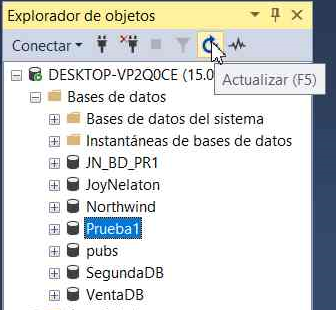 Explorador de objetos
Conectar
Actualizar (F5)
DESKTOP-VP2Q0CE (15.0
Bases de datos
Bases de datos del sistema
Instantáneas de bases de datos
JN_BD_PR1
JoyNelaton
Northwind
Prueba1
pubs
SegundaDB
VentaDB